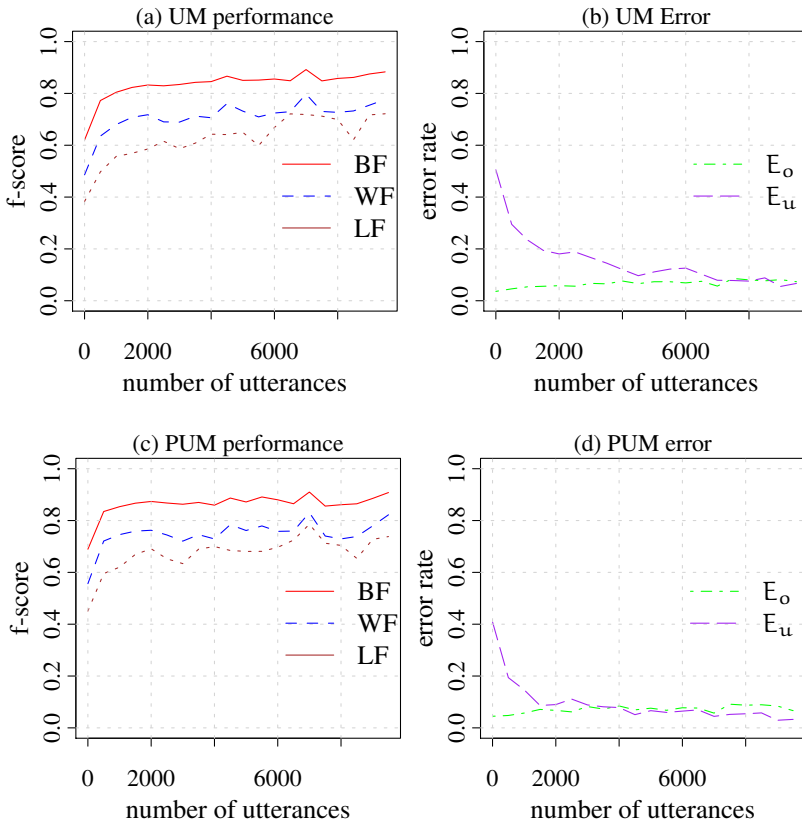 (a) UM performance
f-score
0.0 0.2 0.4 0.6 0.8 1.0
BF
WF
LF
0 2000 6000
number of utterances
(b) UM Error
error rate
0.0 0.2 0.4 0.6 0.8 1.0
Eo
Eu
0 2000 6000
number of utterances
(c) PUM performance
f-score
0.0 0.2 0.4 0.6 0.8 1.0
BF
WF
LF
0 2000 6000
number of utterances
(d) PUM error
error rate
0.0 0.2 0.4 0.6 0.8 1.0
Eo
Eu
0 2000 6000
number of utterances